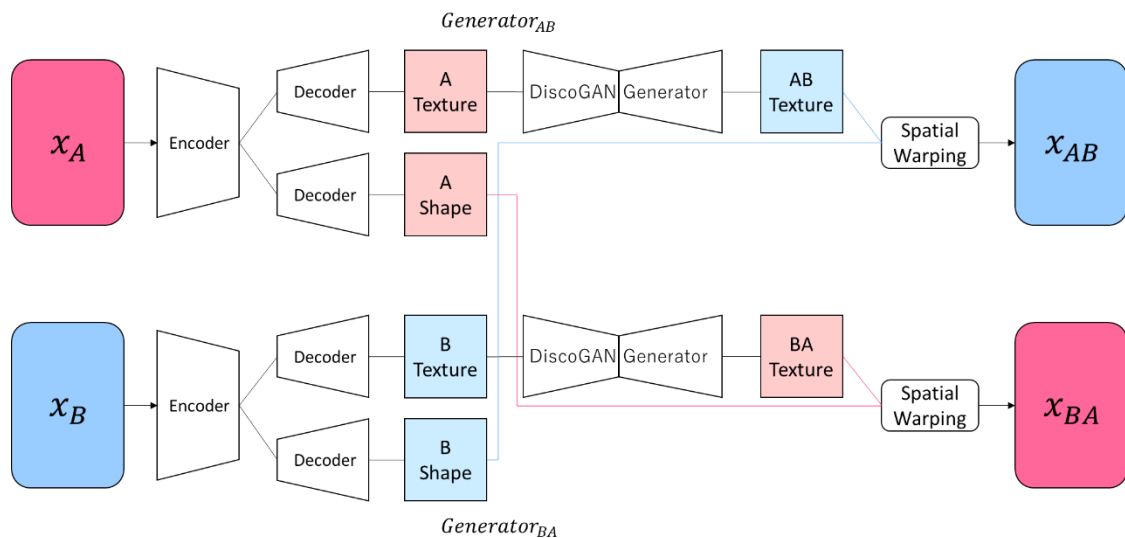 Generator_AB
x_A
Encoder
Decoder
A
Texture
DiscoGAN Generator
AB
Texture
Spatial
Warping
x_AB
Decoder
A
Shape
x_B
Encoder
Decoder
B
Texture
DiscoGAN Generator
BA
Texture
Spatial
Warping
x_BA
Decoder
B
Shape
Generator_BA